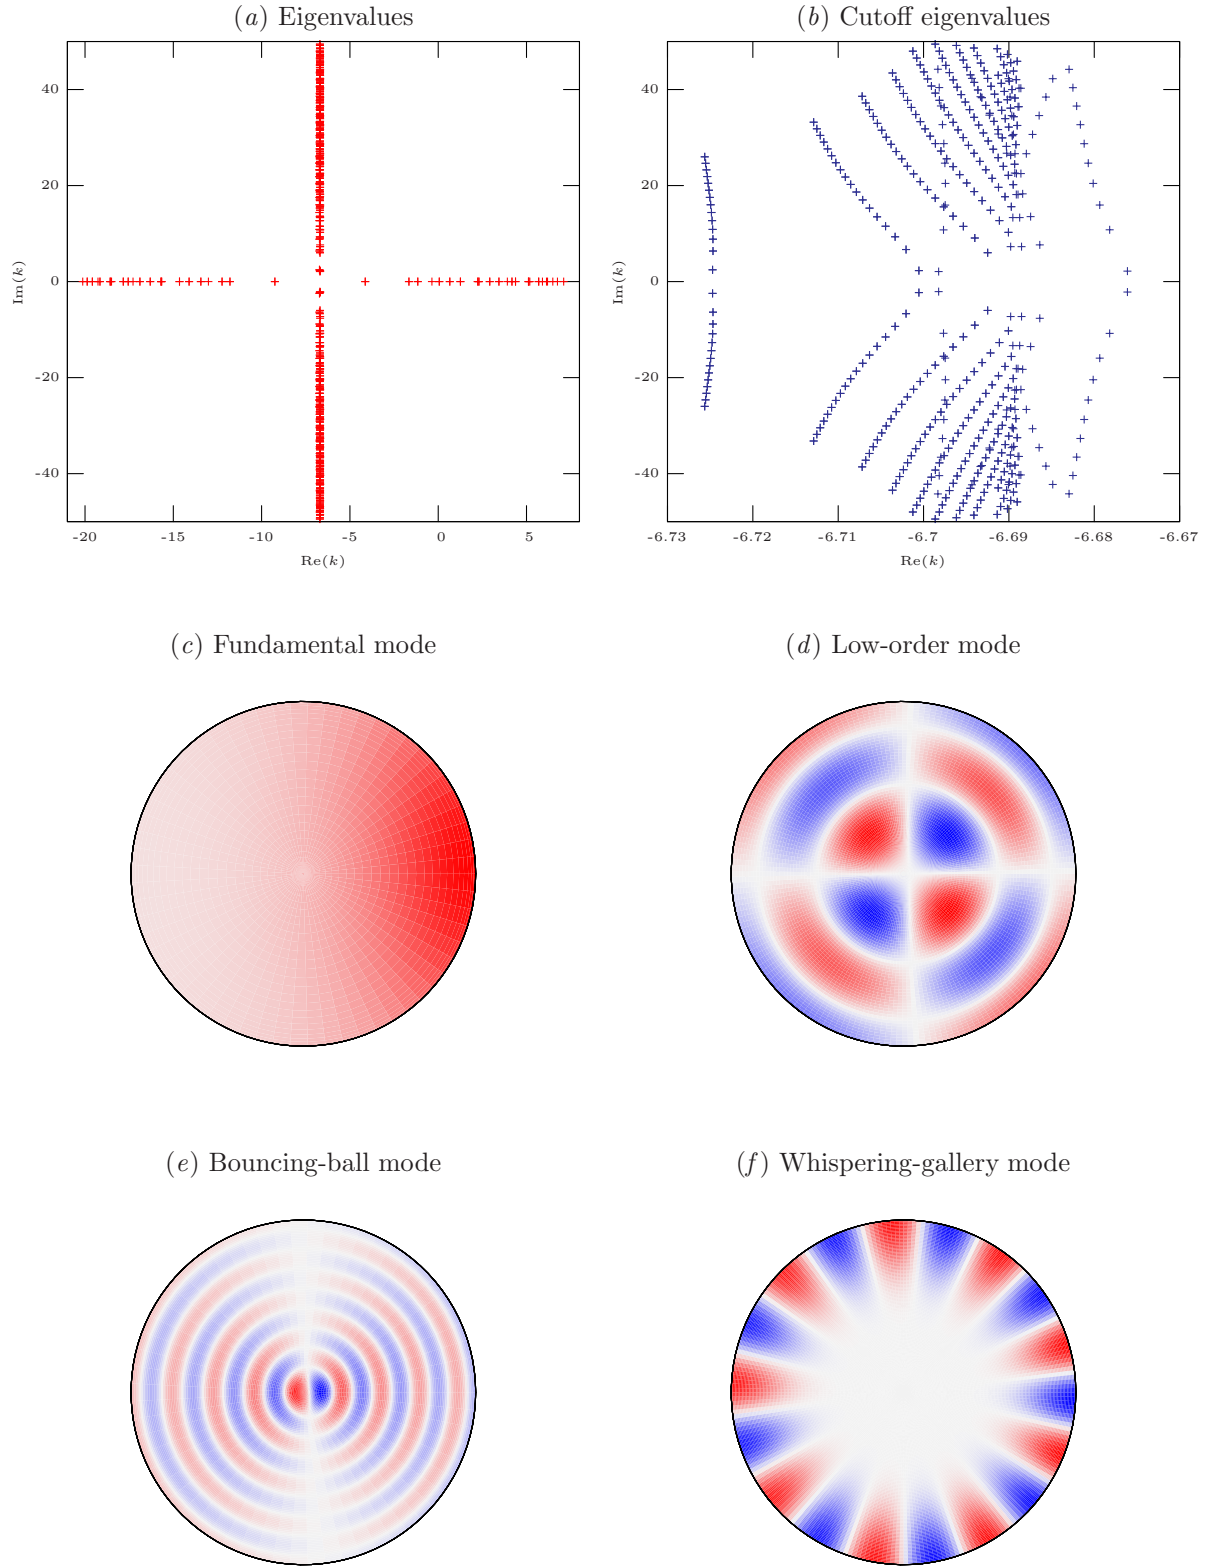 (a) Eigenvalues
(b) Cutoff eigenvalues
40
20
0
-20
-40
Im(k)
-20 -15 -10 -5 0 5
Re(k)
40
20
0
-20
-40
Im(k)
-6.73 -6.72 -6.71 -6.7 -6.69 -6.68 -6.67
Re(k)
(c) Fundamental mode
(d) Low-order mode
(e) Bouncing-ball mode
(f) Whispering-gallery mode